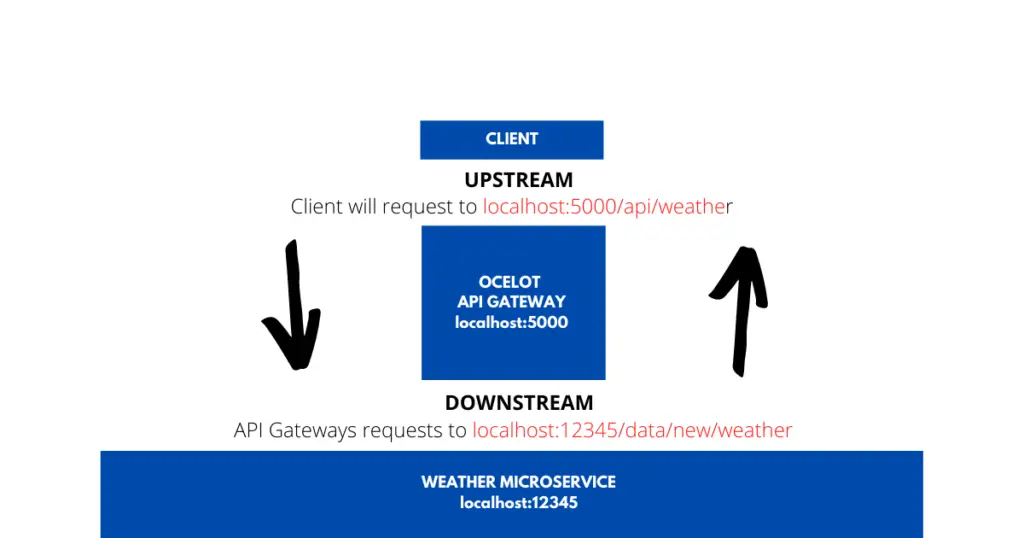 CLIENT
UPSTREAM
Client will request to localhost:5000/api/weather
OCELOT
API GATEWAY
localhost:5000
DOWNSTREAM
API Gateways requests to localhost:12345/data/new/weather
WEATHER MICROSERVICE
localhost:12345